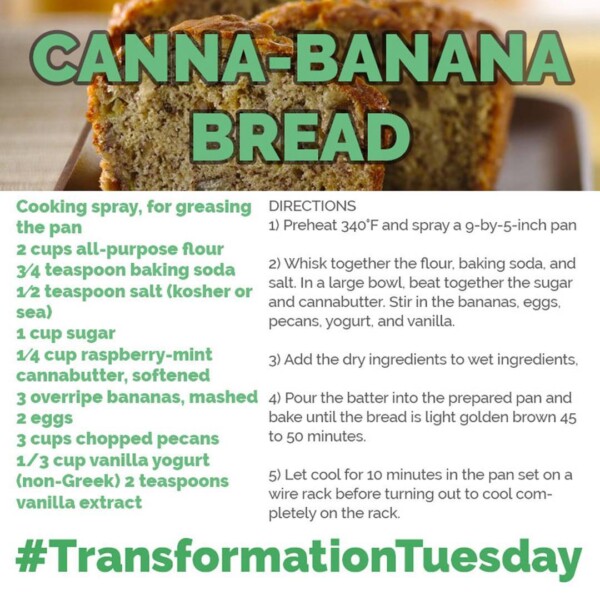 CANNA-BANANA
BREAD
Cooking spray, for greasing
the pan
2 cups all-purpose flour
3⁄4 teaspoon baking soda
1⁄2 teaspoon salt (kosher or
sea)
1 cup sugar
1⁄4 cup raspberry-mint
cannabutter, softened
3 overripe bananas, mashed
2 eggs
3 cups chopped pecans
1/3 cup vanilla yogurt
(non-Greek) 2 teaspoons
vanilla extract
DIRECTIONS
1) Preheat 340°F and spray a 9-by-5-inch pan
2) Whisk together the flour, baking soda, and
salt. In a large bowl, beat together the sugar
and cannabutter. Stir in the bananas, eggs,
pecans, yogurt, and vanilla.
3) Add the dry ingredients to wet ingredients,
4) Pour the batter into the prepared pan and
bake until the bread is light golden brown 45
to 50 minutes.
5) Let cool for 10 minutes in the pan set on a
wire rack before turning out to cool com-
pletely on the rack.
#TransformationTuesday